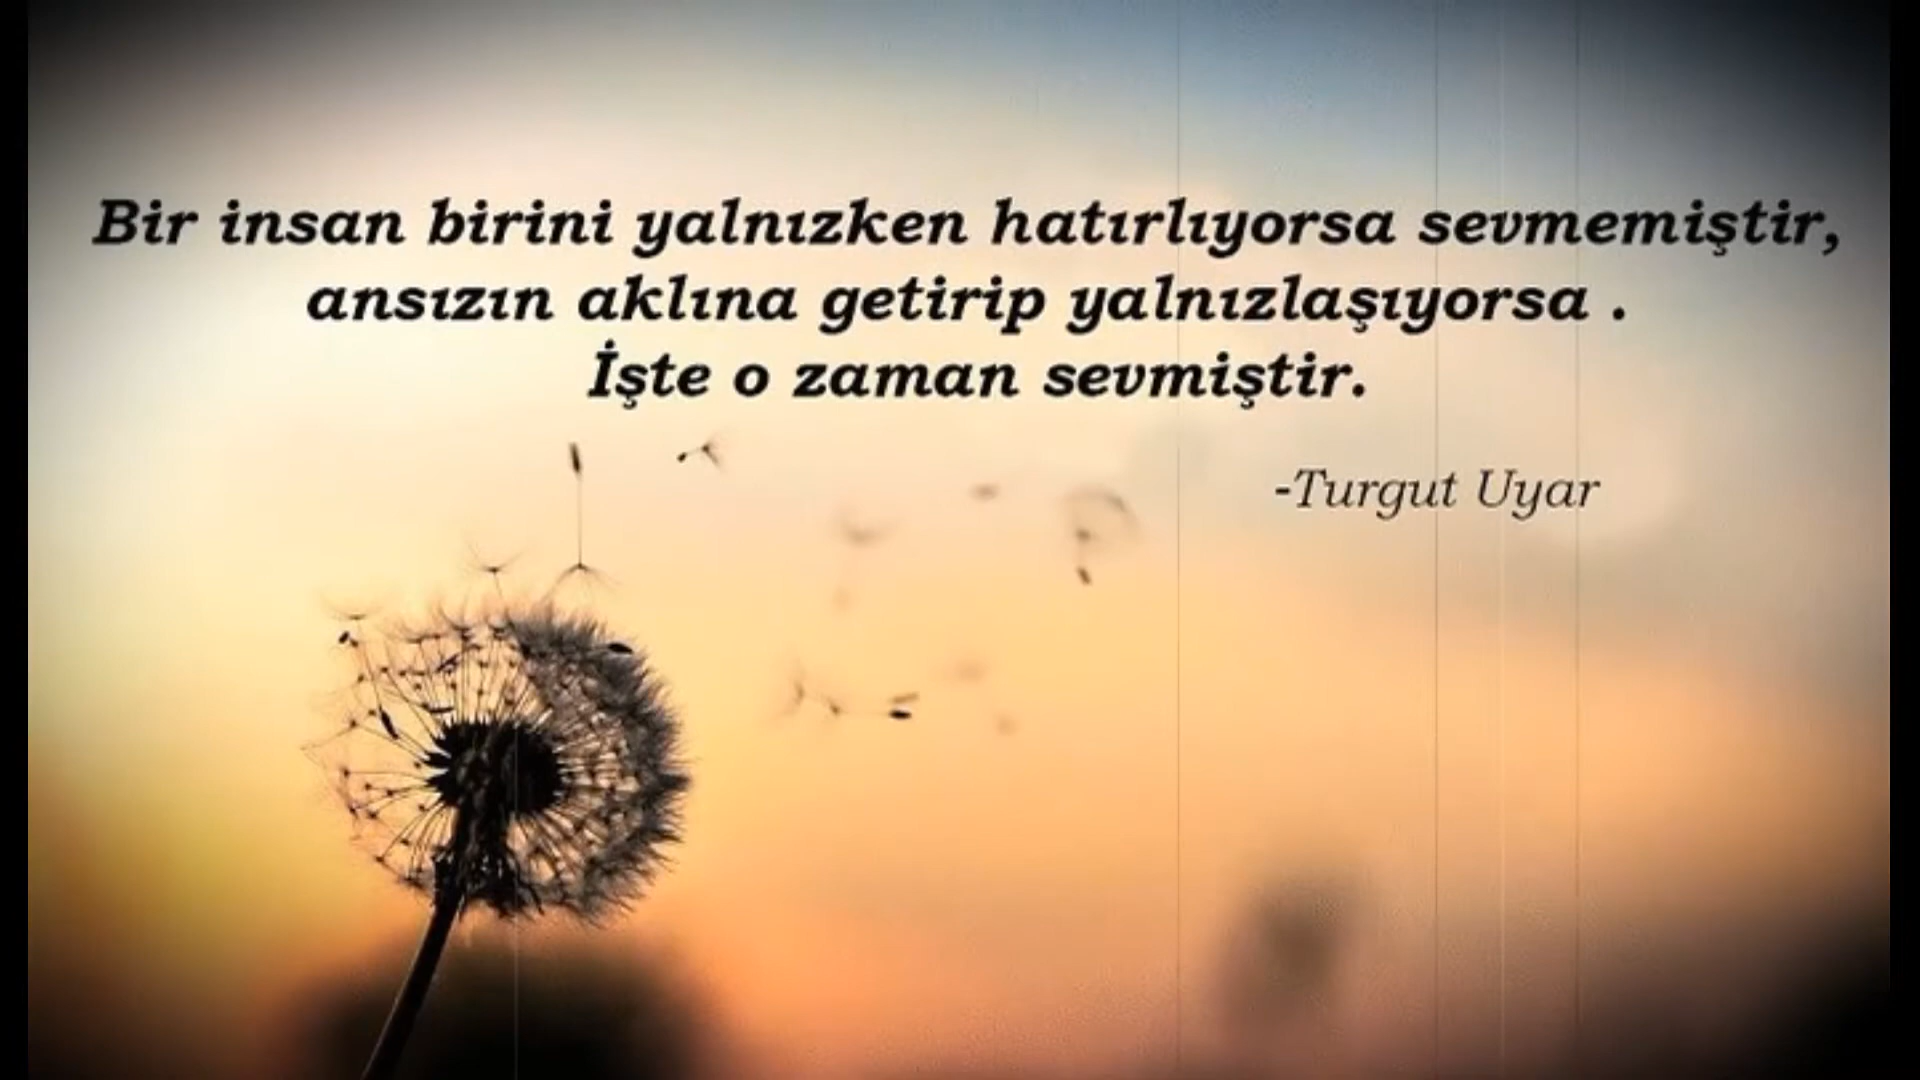 Bir insan birini yalnızken hatırlıyorsa sevmemiştir,
ansızın aklına getirip yalnızlaşıyorsa .
İşte o zaman sevmiştir.
-Turgut Uyar